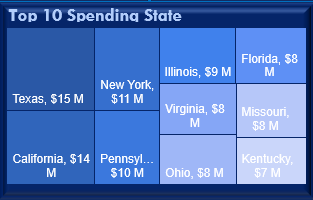 Top 10 Spending State
Texas, $15 M
New York,
$11 M
Illinois, $9 M
Florida, $8
M
Virginia, $8
M
Missouri,
$8 M
California, $14
M
Pennsyl...
$10 M
Ohio, $8 M
Kentucky,
$7 M